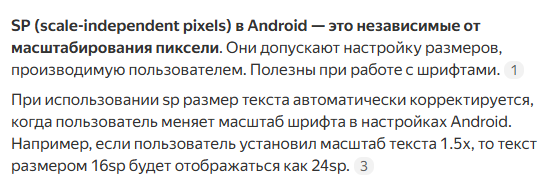 SP (scale-independent pixels) в Android — это независимые от
масштабирования пиксели. Они допускают настройку размеров,
производимую пользователем. Полезны при работе с шрифтами. 1
При использовании sp размер текста автоматически корректируется,
когда пользователь меняет масштаб шрифта в настройках Android.
Например, если пользователь установил масштаб текста 1.5x, то текст
размером 16sp будет отображаться как 24sp. 3